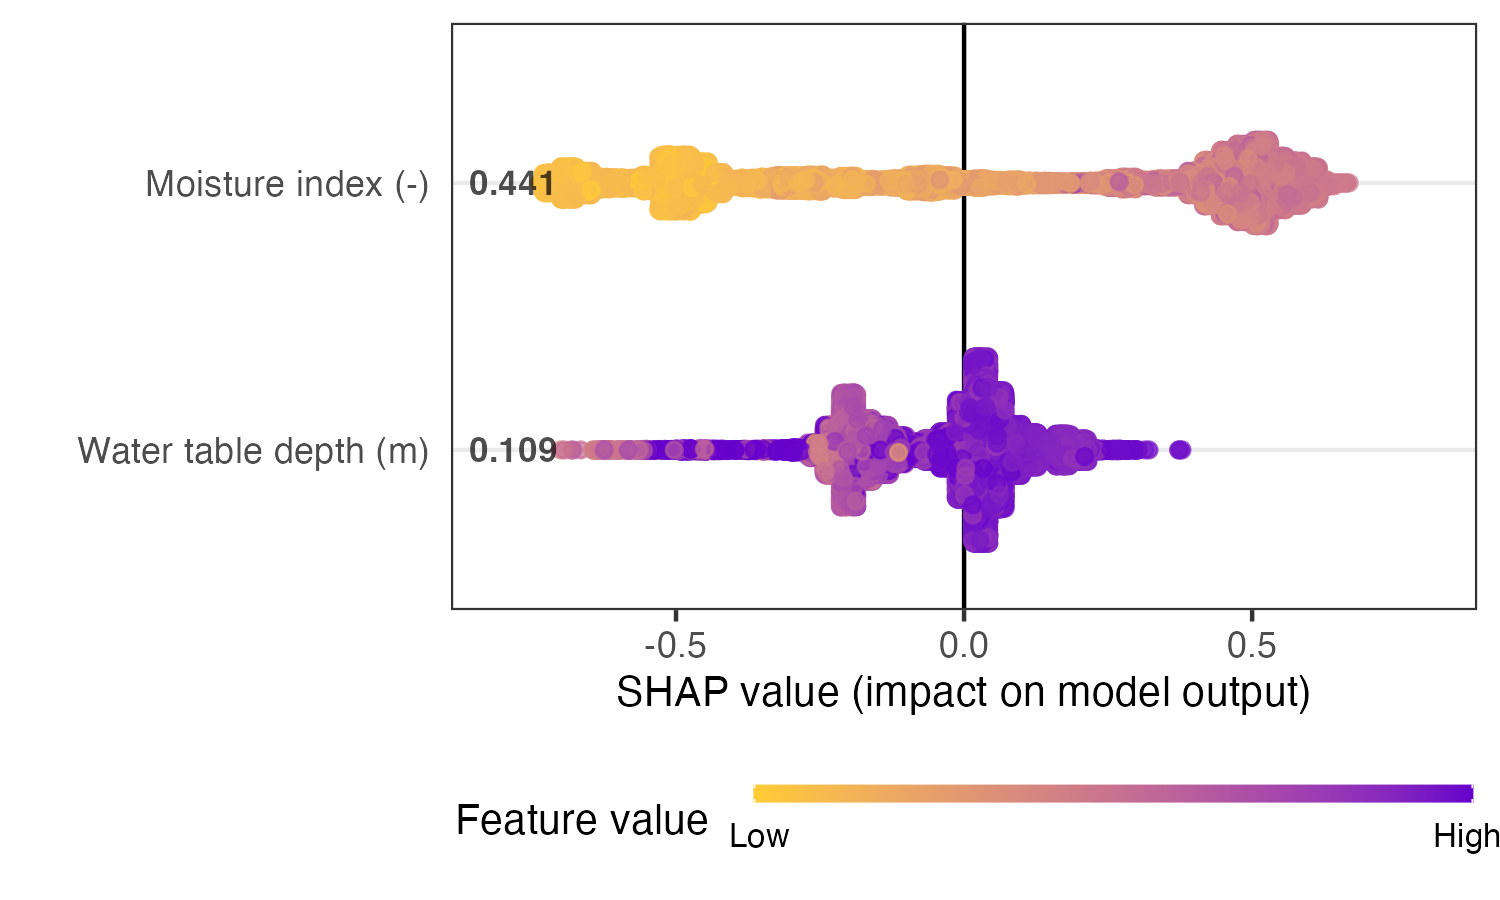 Moisture index (-)
0.441
Water table depth (m)
0.109
-0.5
0.0
0.5
SHAP value (impact on model output)
Feature value
Low
High